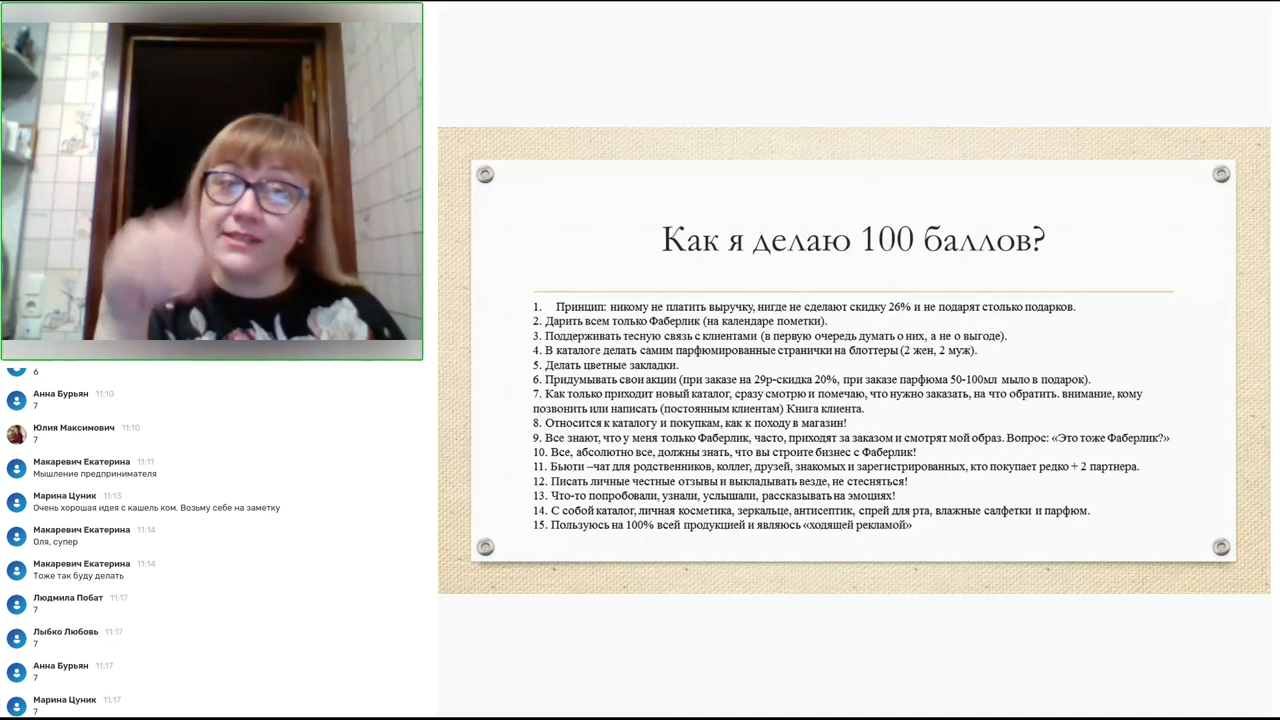 6
Анна Бурьян 11:10
7
Юлия Максимович 11:10
7
Макаревич Екатерина 11:11
Мышление предпринимателя
Марина Цуник 11:13
Очень хорошая идея с кашель ком. Возьму себе на заметку
Макаревич Екатерина 11:14
Оля, супер
Макаревич Екатерина 11:14
Тоже так буду делать
Людмила Побат 11:17
7
Лыбко Любовь 11:17
7
Анна Бурьян 11:17
7
Марина Цуник 11:17
7
Как я делаю 100 баллов?
1. Принцип: никому не платить выручку, нигде не сделают скидку 26% и не подарят столько подарков.
2. Дарить всем только Фаберлик (на календаре пометки).
3. Поддерживать тесную связь с клиентами (в первую очередь думать о них, а не о выгоде).
4. В каталоге делать самим парфюмированные странички на блоттеры (2 жен, 2 муж).
5. Делать цветные закладки.
6. Придумывать свои акции (при заказе на 29р-скидка 20%, при заказе парфюма 50-100мл мыло в подарок).
7. Как только приходит новый каталог, сразу смотрю и помечаю, что нужно заказать, на что обратить. внимание, кому
позвонить или написать (постоянным клиентам) Книга клиента.
8. Относится к каталогу и покупкам, как к походу в магазин!
9. Все знают, что у меня только Фаберлик, часто, приходят за заказом и смотрят мой образ. Вопрос: «Это тоже Фаберлик?»
10. Все, абсолютно все, должны знать, что вы строите бизнес с Фаберлик!
11. Бьюти –чат для родственников, коллег, друзей, знакомых и зарегистрированных, кто покупает редко + 2 партнера.
12. Писать личные честные отзывы и выкладывать везде, не стесняться!
13. Что-то попробовали, узнали, услышали, рассказывать на эмоциях!
14. С собой каталог, личная косметика, зеркальце, антисептик, спрей для рта, влажные салфетки и парфюм.
15. Пользуюсь на 100% всей продукцией и являюсь «ходящей рекламой»